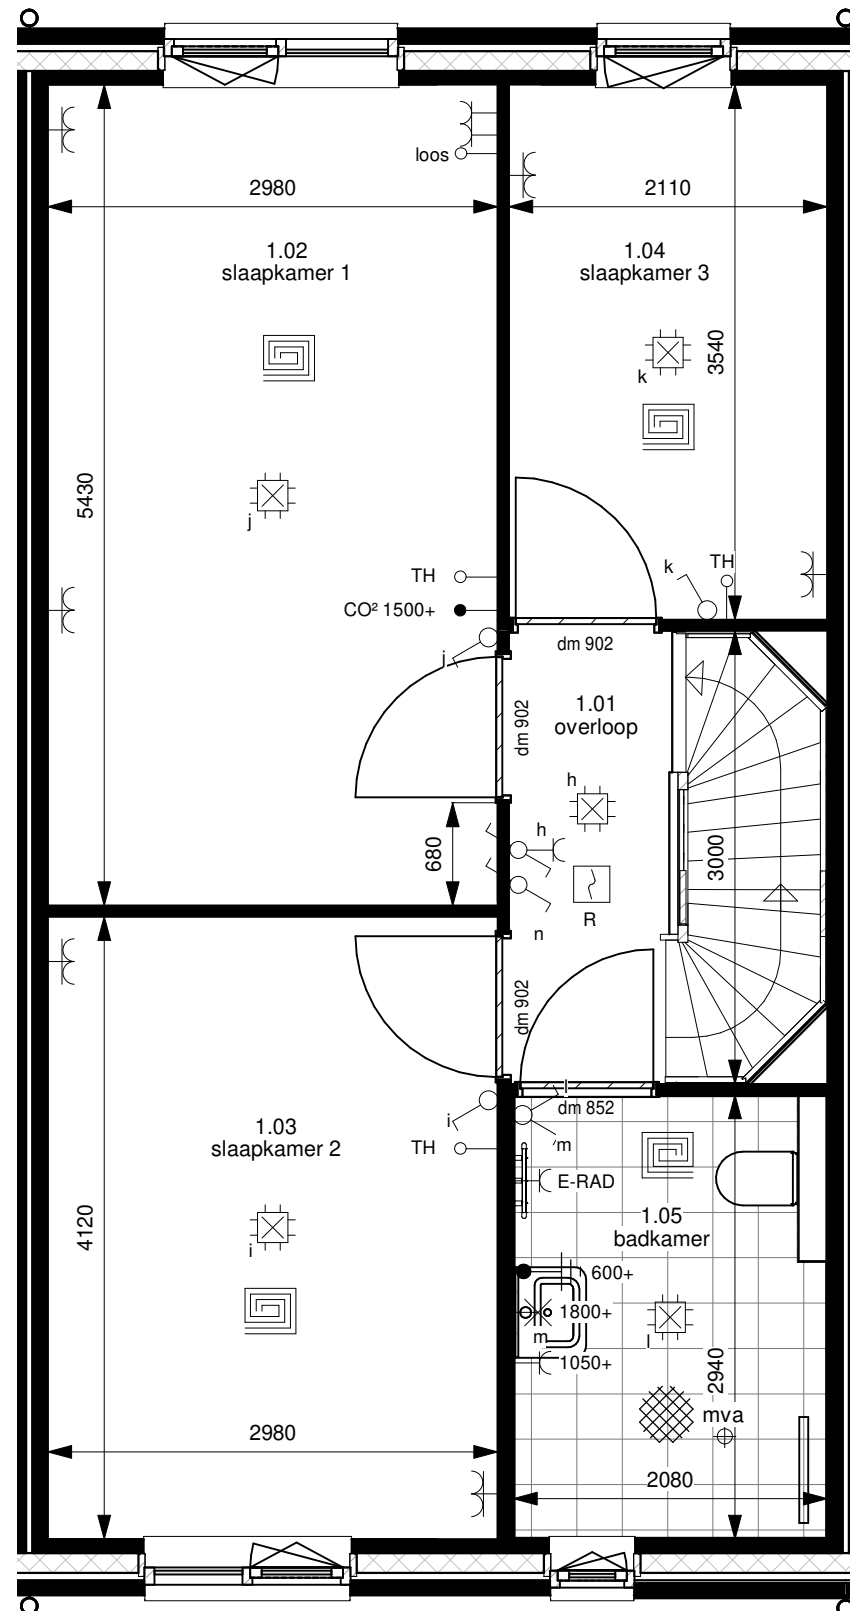 loos
2980
2110
1.02
slaapkamer 1
1.04
slaapkamer 3
k
3540
5430
j
TH
CO² 1500+
j
k
TH
dm 902
dm 902
1.01
overloop
h
h
680
3000
R
n
dm 902
dm 852
i
m
TH
1.03
slaapkamer 2
E-RAD
1.05
badkamer
4120
i
600+
1800+
m
1050+
l
2940
mva
2980
2080